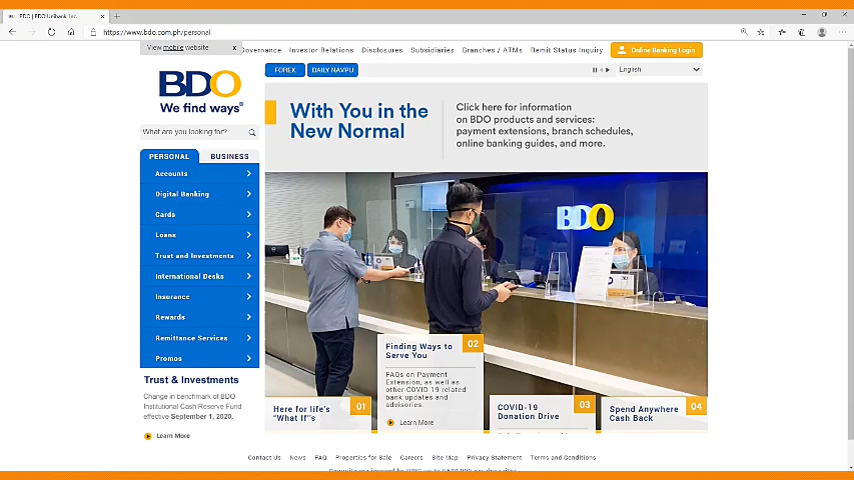 BDO | BDO Unibank Inc.
https://www.bdo.com.ph/personal
View mobile website x
Governance Investor Relations Disclosures Subsidiaries Branches / ATMs Remit Status Inquiry Online Banking Login
FOREX DAILY NAVPU English
BDO
We find ways®
What are you looking for?
PERSONAL BUSINESS
Accounts
Digital Banking
Cards
Loans
Trust and Investments
International Desks
Insurance
Rewards
Remittance Services
Promos
Trust & Investments
Change in benchmark of BDO
Institutional Cash Reserve Fund
effective September 1, 2020.
Learn More
With You in the
New Normal
Click here for information
on BDO products and services:
payment extensions, branch schedules,
online banking guides, and more.
BDO
Here for life's
"What If"s
01
Finding Ways to
Serve You
02
FAQs on Payment
Extension, as well as
other COVID 19 related
bank updates and
advisories.
Learn More
COVID-19
Donation Drive
03
Spend Anywhere
Cash Back
04
Contact Us News FAQ Properties for Sale Careers Site Map Privacy Statement Terms and Conditions